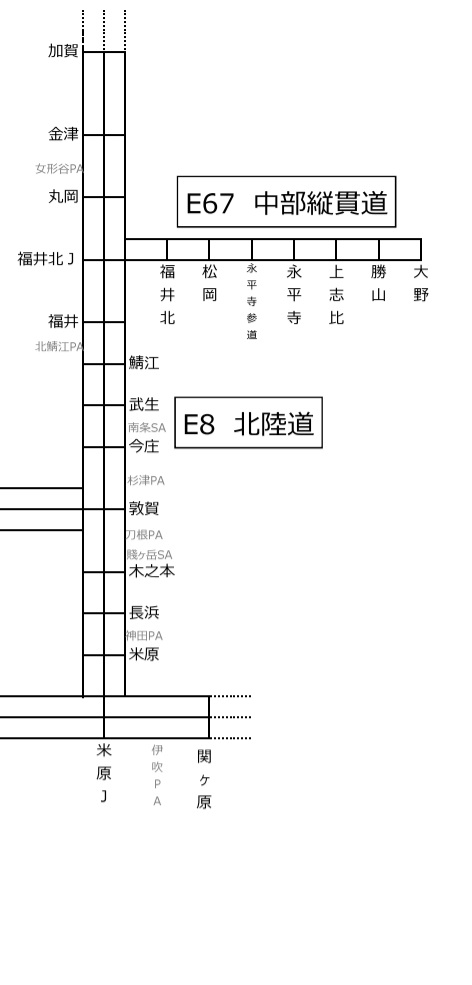 加賀
金津
女形谷PA
丸岡
E67 中部縦貫道
福井北J
福井北
松岡
永平寺参道
永平寺
上志比
勝山
大野
福井
北鯖江PA
鯖江
武生
E8 北陸道
南条SA
今庄
杉津PA
敦賀
刀根PA
賤ヶ岳SA
木之本
長浜
神田PA
米原
米原J
伊吹PA
関ヶ原